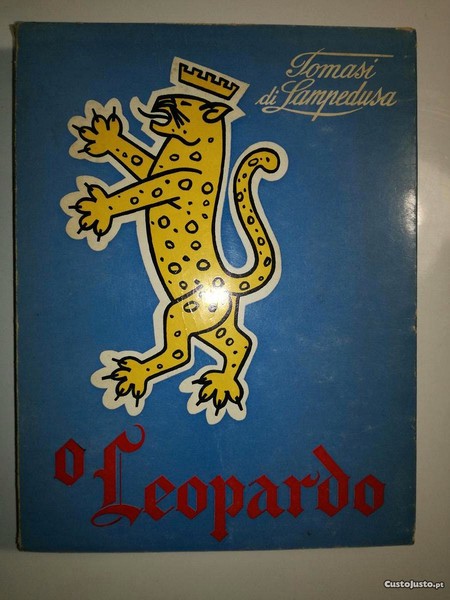 Tomasi
di Lampedusa
O Leopardo
CustoJusto.pt